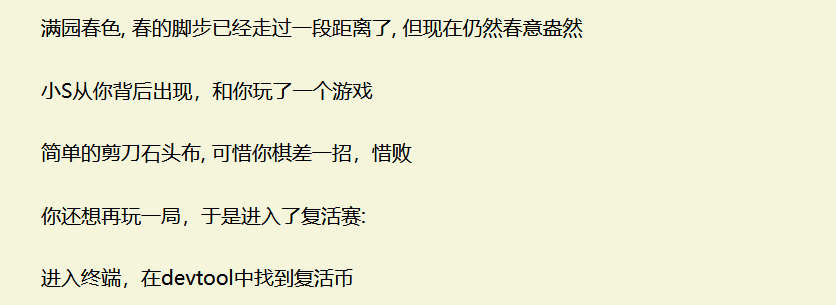 满园春色, 春的脚步已经走过一段距离了, 但现在仍然春意盎然
小S从你背后出现，和你玩了一个游戏
简单的剪刀石头布, 可惜你棋差一招，惜败
你还想再玩一局，于是进入了复活赛:
进入终端，在devtool中找到复活币